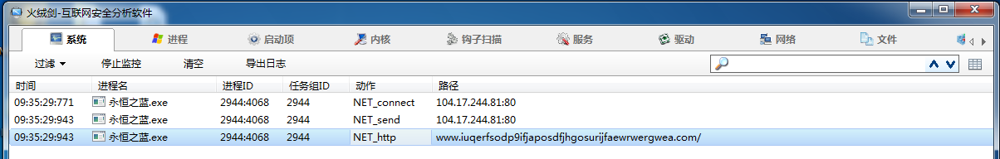 火绒剑-互联网安全分析软件
系统 进程 启动项 内核 钩子扫描 服务 驱动 网络 文件
过滤 停止监控 清空 导出日志
时间 进程名 进程ID 任务组ID 动作 路径
09:35:29:771 永恒之蓝.exe 2944:4068 2944 NET_connect 104.17.244.81:80
09:35:29:943 永恒之蓝.exe 2944:4068 2944 NET_send 104.17.244.81:80
09:35:29:943 永恒之蓝.exe 2944:4068 2944 NET_http www.iuqerfsodp9ifjaposdfjhgosurijfaewrwergwea.com/